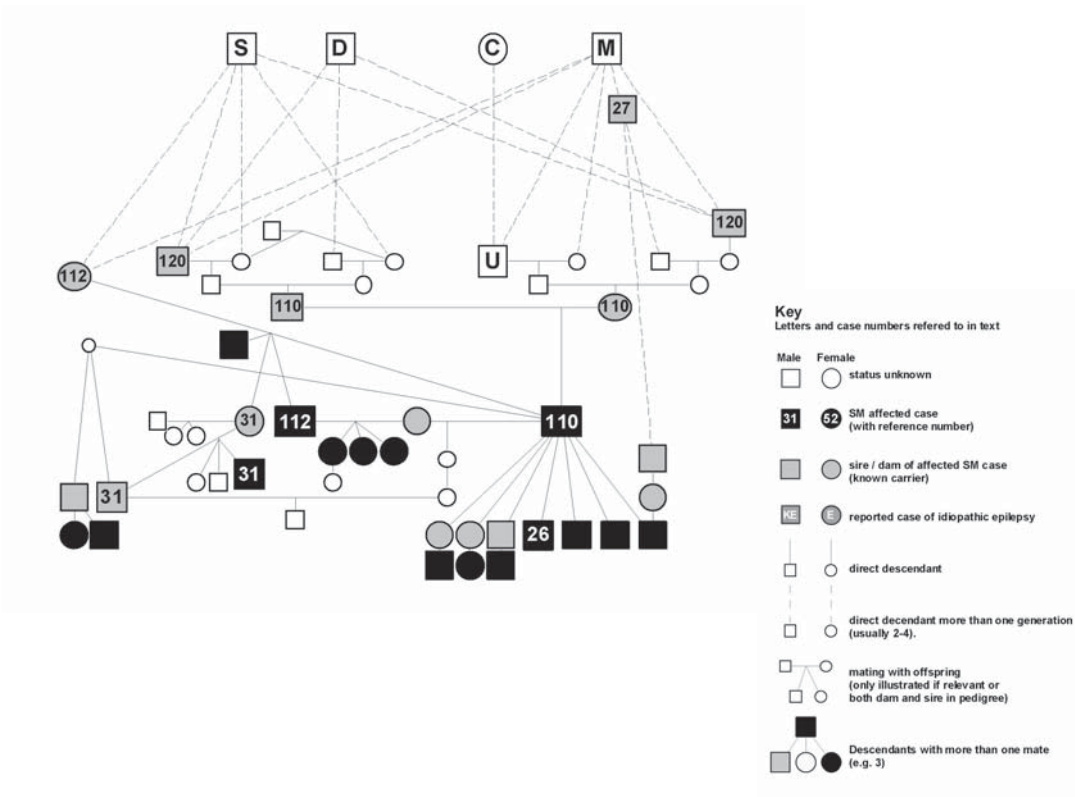 S D C M
27
120
112 120 U
110 110
31 112 110
31
31
26
Key
Letters and case numbers refered to in text
Male Female
status unknown
31 52 SM affected case
(with reference number)
sire / dam of affected SM case
(known carrier)
KE E reported case of idiopathic epilepsy
direct descendant
direct decendant more than one generation
(usually 2-4).
mating with offspring
(only illustrated if relevant or
both dam and sire in pedigree)
Descendants with more than one mate
(e.g. 3)